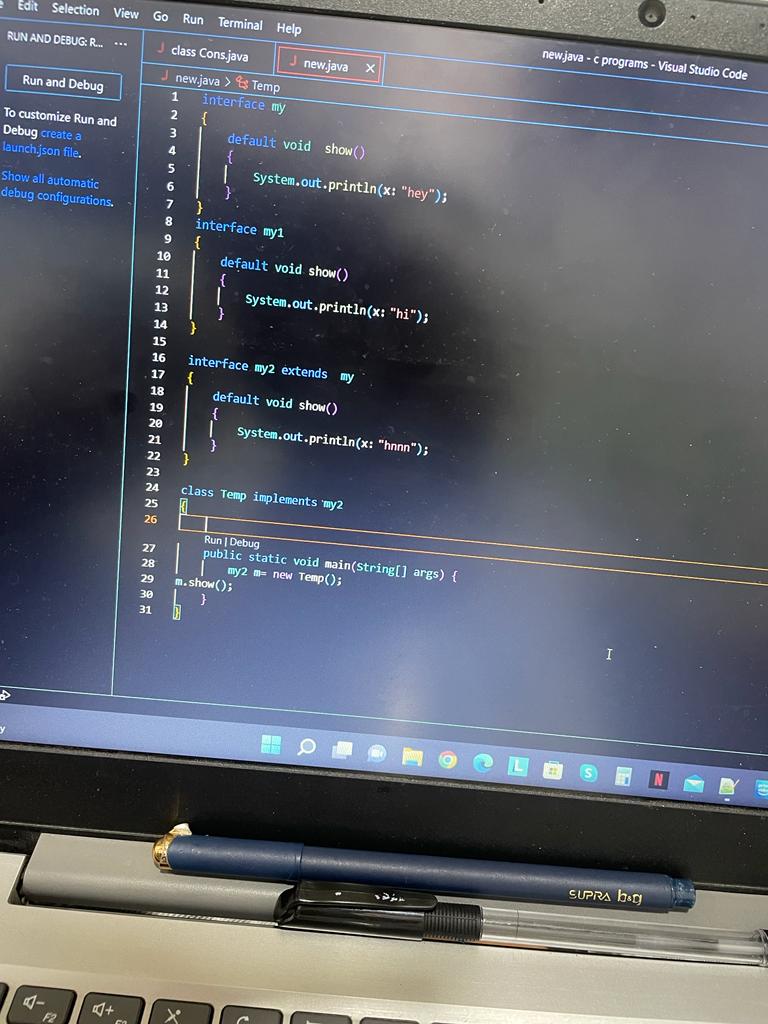 Edit Selection View Go Run Terminal Help
new.java - c programs - Visual Studio Code
RUN AND DEBUG: R... ...
Run and Debug
To customize Run and
Debug create a
launch.json file.
Show all automatic
debug configurations.
J class Cons.java
J new.java ×
J new.java > Temp
1 interface my
2 {
3 default void show()
4 {
5 System.out.println(x: "hey");
6 }
7 }
8 interface my1
9 {
10 default void show()
11 {
12 System.out.println(x: "hi");
13 }
14 }
15
16 interface my2 extends my
17 {
18 default void show()
19 {
20 System.out.println(x: "hnnn");
21 }
22 }
23
24 class Temp implements my2
25 {
26
Run | Debug
27 public static void main(String[] args) {
28 my2 m= new Temp();
29 m.show();
30 }
31 }
L
S
N
SUPRA b&g
F2